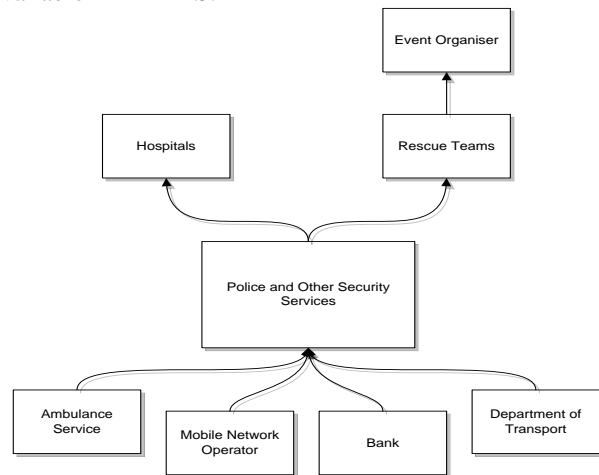 Event Organiser
Hospitals
Rescue Teams
Police and Other Security
Services
Ambulance
Service
Mobile Network
Operator
Bank
Department of
Transport